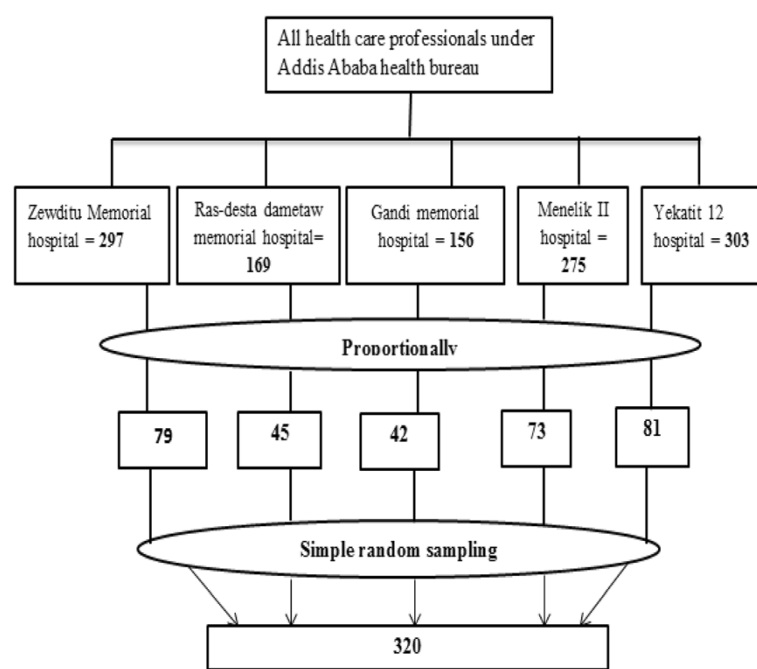 All health care professionals under
Addis Ababa health bureau
Zewditu Memorial
hospital = 297
Ras-desta dametaw
memorial hospital=
169
Gandi memorial
hospital = 156
Menelik II
hospital =
275
Yekatit 12
hospital = 303
Proportionally
79
45
42
73
81
Simple random sampling
320